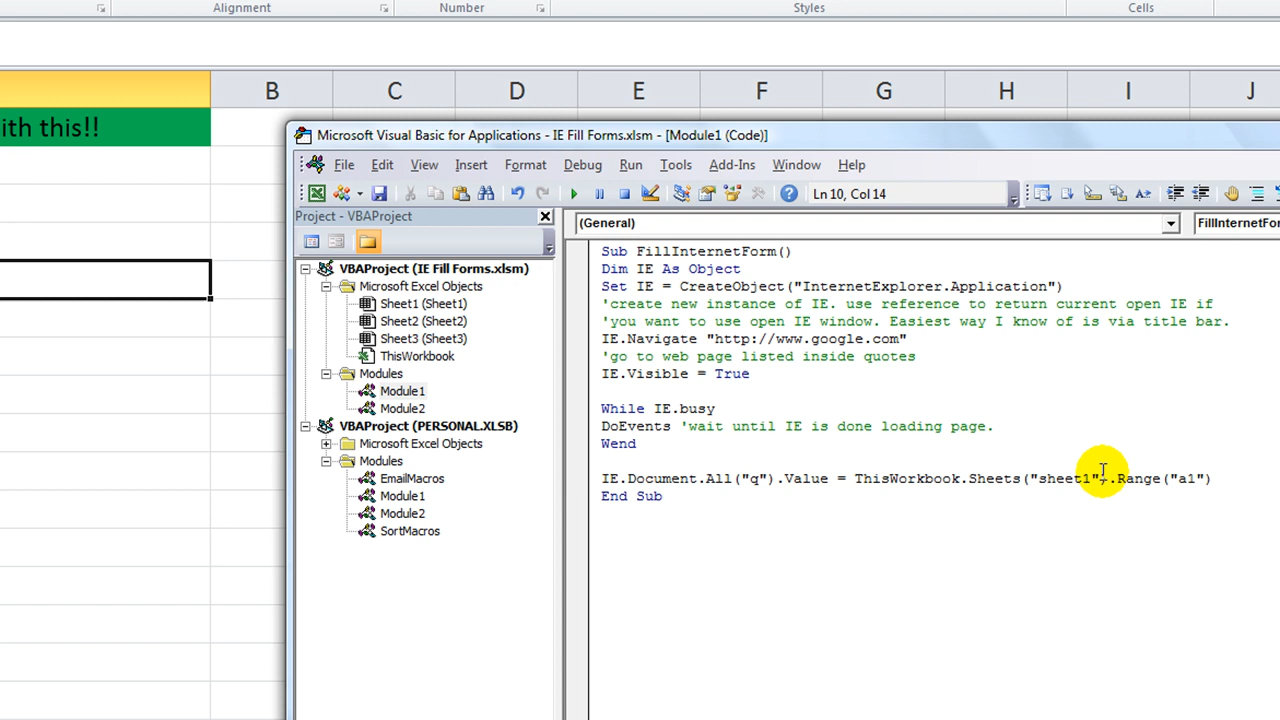 Alignment Number Styles Cells
B C D E F G H I J
ith this!!
Microsoft Visual Basic for Applications - IE Fill Forms.xlsm - [Module1 (Code)]
File Edit View Insert Format Debug Run Tools Add-Ins Window Help
Ln 10, Col 14
Project - VBAProject
(General) FillInternetFor
VBAProject (IE Fill Forms.xlsm)
Microsoft Excel Objects
Sheet1 (Sheet1)
Sheet2 (Sheet2)
Sheet3 (Sheet3)
ThisWorkbook
Modules
Module1
Module2
VBAProject (PERSONAL.XLSB)
Microsoft Excel Objects
Modules
EmailMacros
Module1
Module2
SortMacros
Sub FillInternetForm()
Dim IE As Object
Set IE = CreateObject("InternetExplorer.Application")
'create new instance of IE. use reference to return current open IE if
'you want to use open IE window. Easiest way I know of is via title bar.
IE.Navigate "http://www.google.com"
'go to web page listed inside quotes
IE.Visible = True
While IE.busy
DoEvents 'wait until IE is done loading page.
Wend
IE.Document.All("q").Value = ThisWorkbook.Sheets("sheet1").Range("a1")
End Sub